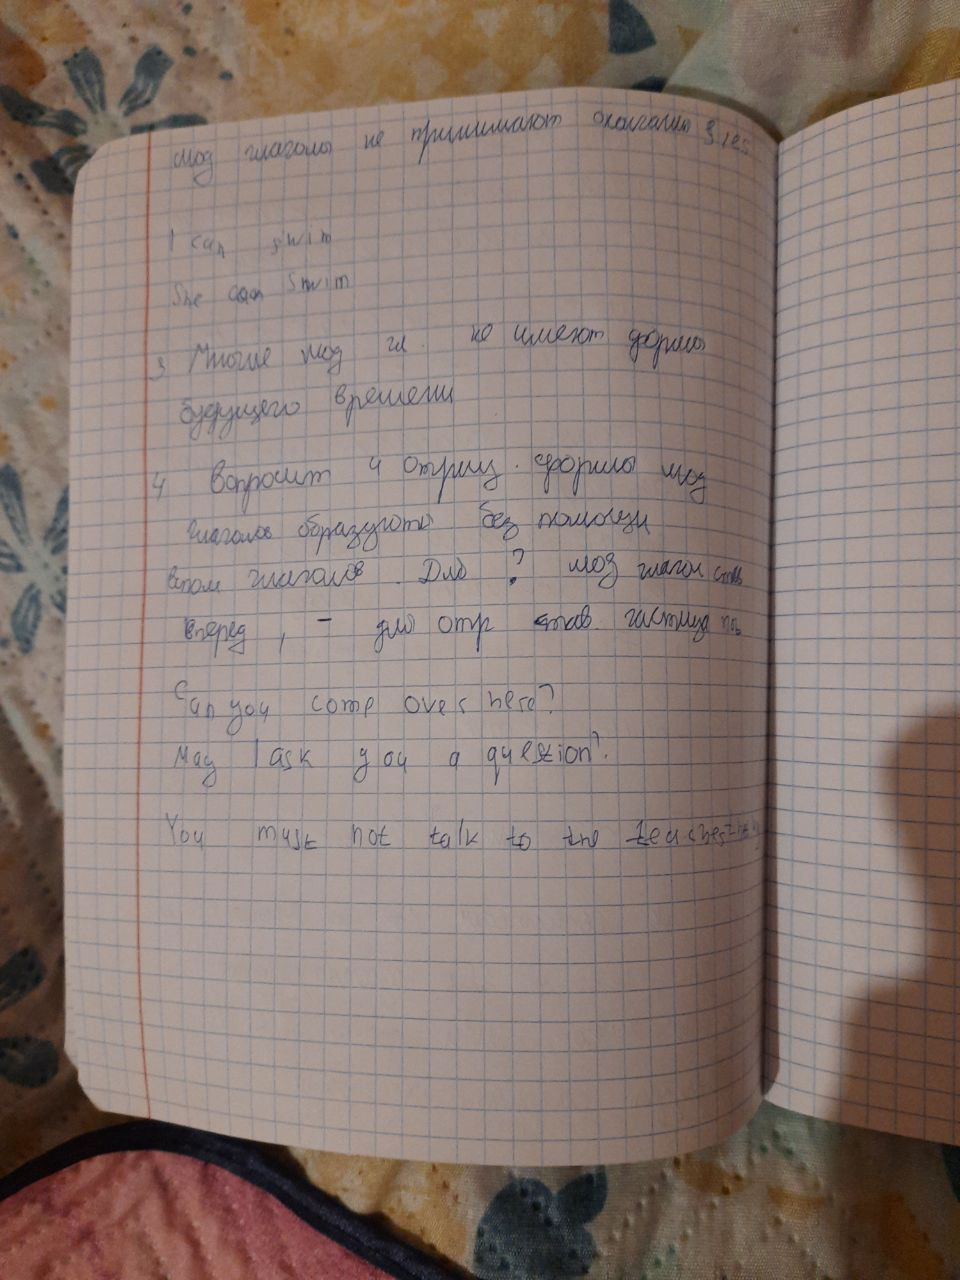 мод глаголы не принимают окончания s, es
I can swim
She can swim
3 Многие мод гл. не имеют формы
будущего времени
4 Вопросит и отриц. формы мод
глаголов образуются без помощи
вспом глаголов. Для ? мод глагол став
вперед, - для отр став частица not
Can you come over here?
May I ask you a question?
You must not talk to the teacher